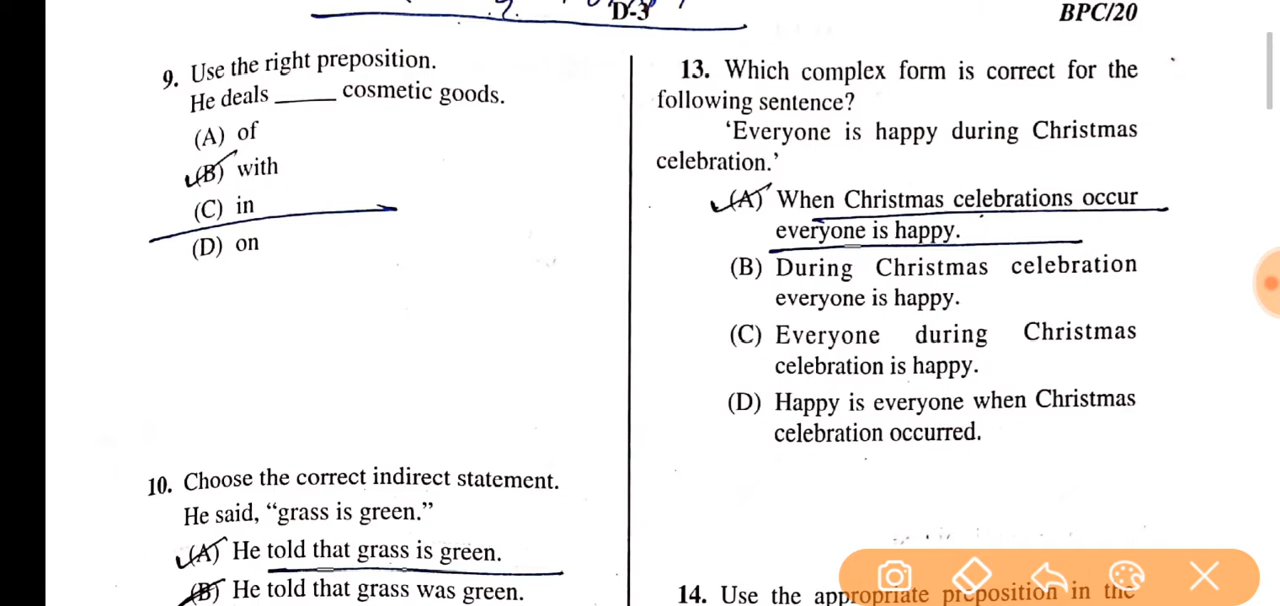 D-3
BPC/20
9. Use the right preposition.
He deals ______ cosmetic goods.
(A) of
(B) with
(C) in
(D) on
10. Choose the correct indirect statement.
He said, “grass is green.”
(A) He told that grass is green.
(B) He told that grass was green.
13. Which complex form is correct for the
following sentence?
‘Everyone is happy during Christmas
celebration.’
(A) When Christmas celebrations occur
everyone is happy.
(B) During Christmas celebration
everyone is happy.
(C) Everyone during Christmas
celebration is happy.
(D) Happy is everyone when Christmas
celebration occurred.
14. Use the appropriate preposition in the